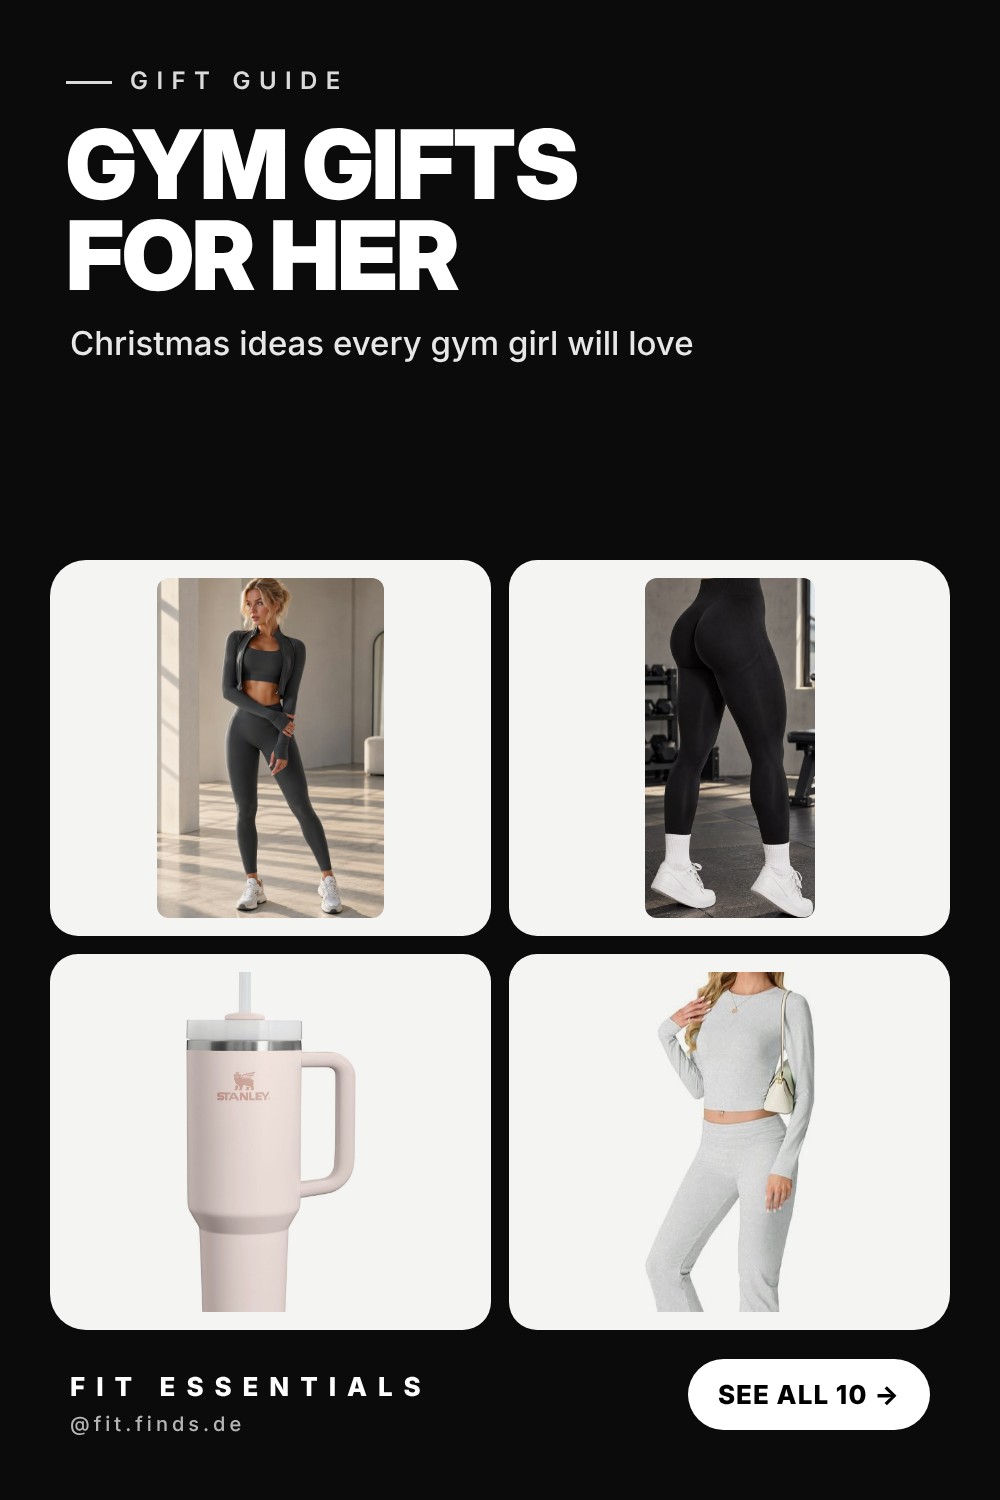 GIFT GUIDE
GYM GIFTS
FOR HER
Christmas ideas every gym girl will love
STANLEY
FIT ESSENTIALS
@fit.finds.de
SEE ALL 10 →